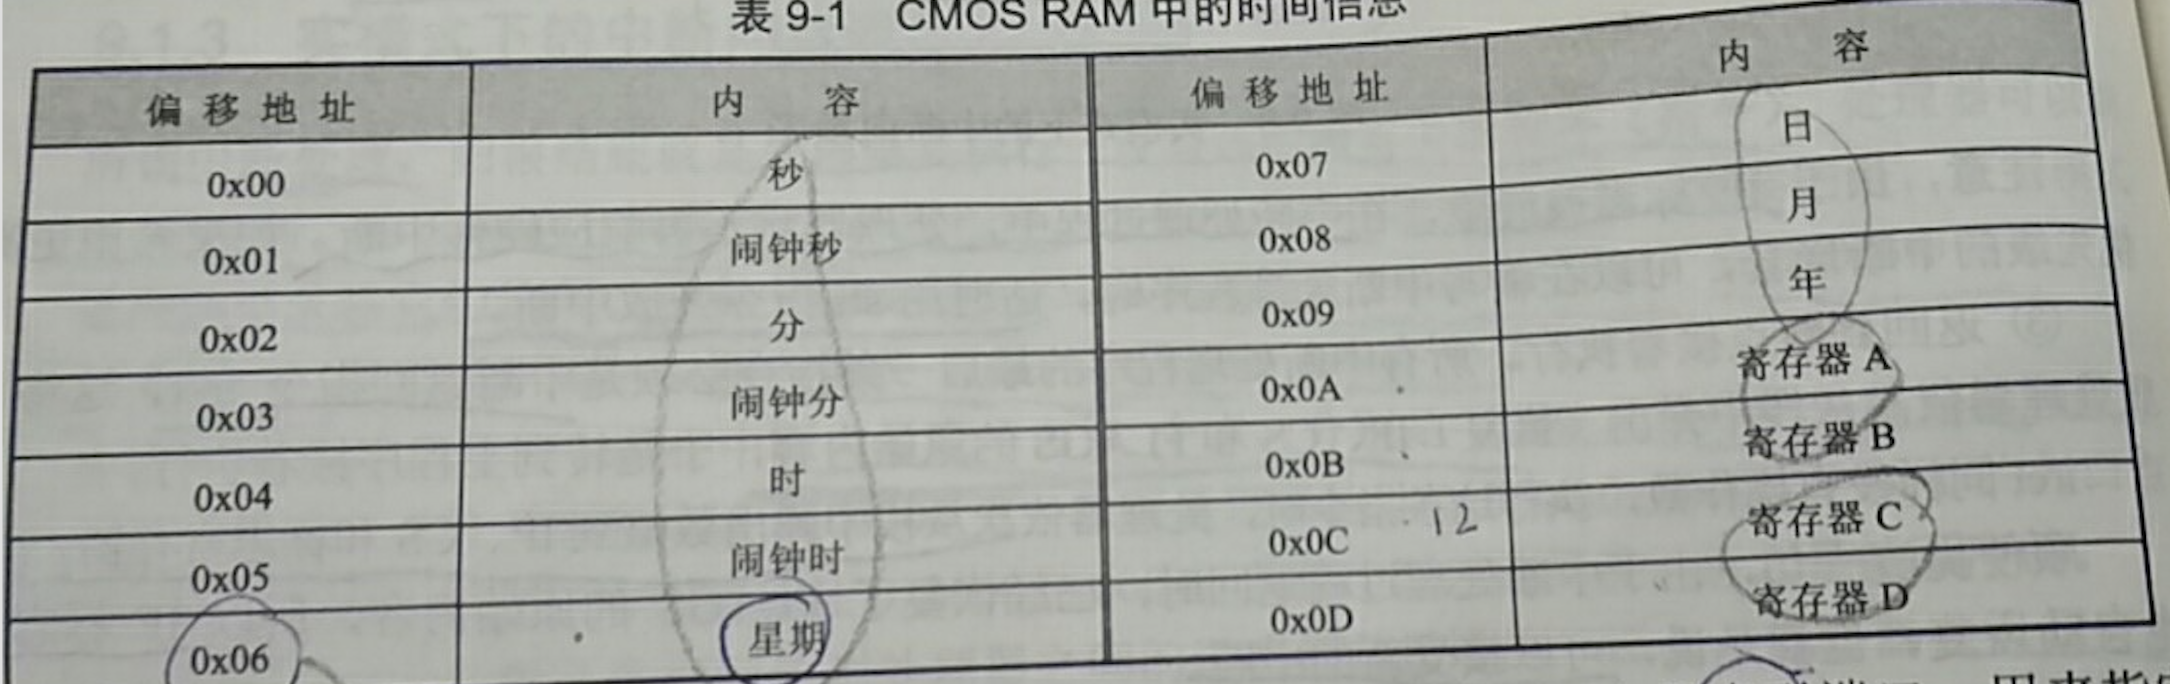 表 9-1 CMOS RAM 中的时间信息
偏移地址 内容 偏移地址 内容
0x00 秒 0x07 日
0x01 闹钟秒 0x08 月
0x02 分 0x09 年
0x03 闹钟分 0x0A 寄存器 A
0x04 时 0x0B 寄存器 B
0x05 闹钟时 0x0C 12 寄存器 C
0x06 星期 0x0D 寄存器 D